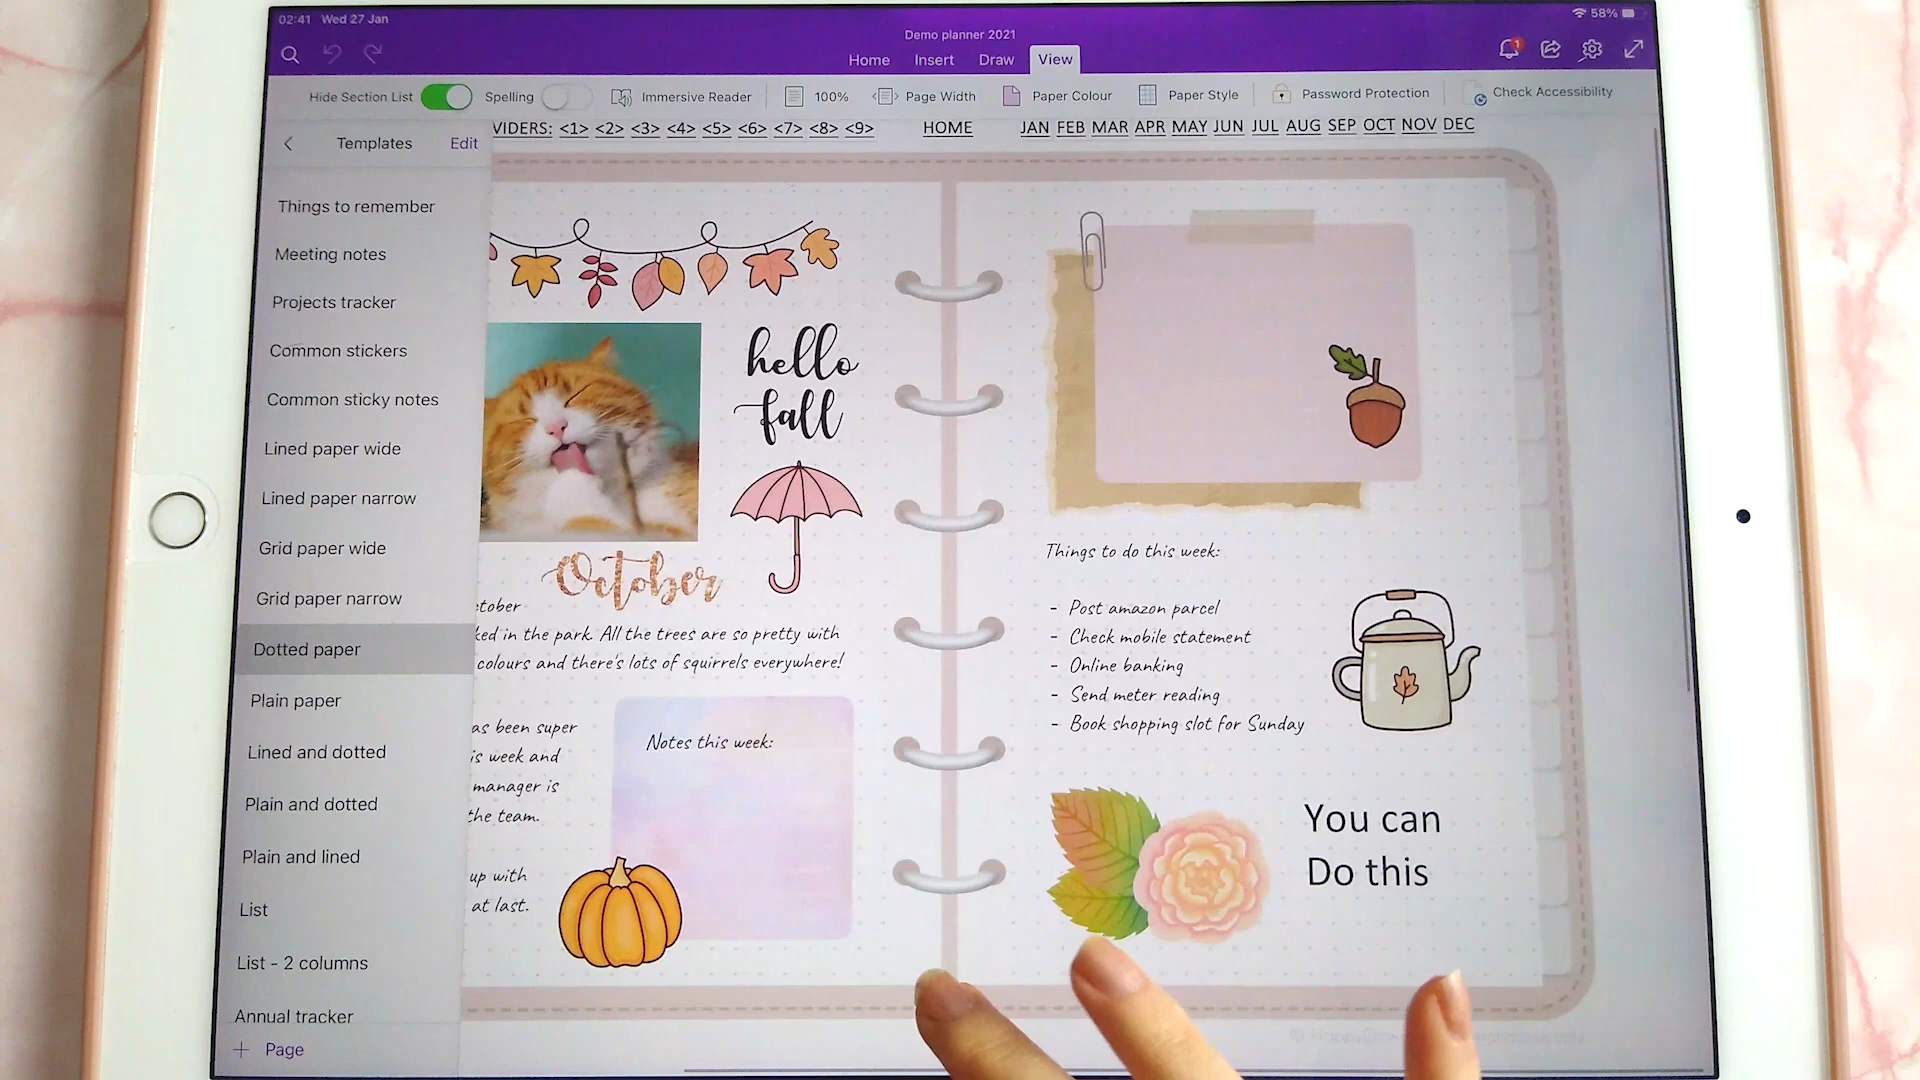 02:41 Wed 27 Jan
58%
Demo planner 2021
Home Insert Draw View
1
Hide Section List Spelling Immersive Reader 100% Page Width Page Colour Paper Style Password Protection Check Accessibility
VIDERS: <1> <2> <3> <4> <5> <6> <7> <8> <9> HOME JAN FEB MAR APR MAY JUN JUL AUG SEP OCT NOV DEC
Templates Edit
Things to remember
Meeting notes
Projects tracker
Common stickers
Common sticky notes
Lined paper wide
Lined paper narrow
Grid paper wide
Grid paper narrow
Dotted paper
Plain paper
Lined and dotted
Plain and dotted
Plain and lined
List
List - 2 columns
Annual tracker
+ Page
hello
fall
October
tober
ked in the park. All the trees are so pretty with
colours and there's lots of squirrels everywhere!
as been super
is week and
manager is
the team.
up with
at last.
Notes this week:
Things to do this week:
- Post amazon parcel
- Check mobile statement
- Online banking
- Send meter reading
- Book shopping slot for Sunday
You can
Do this